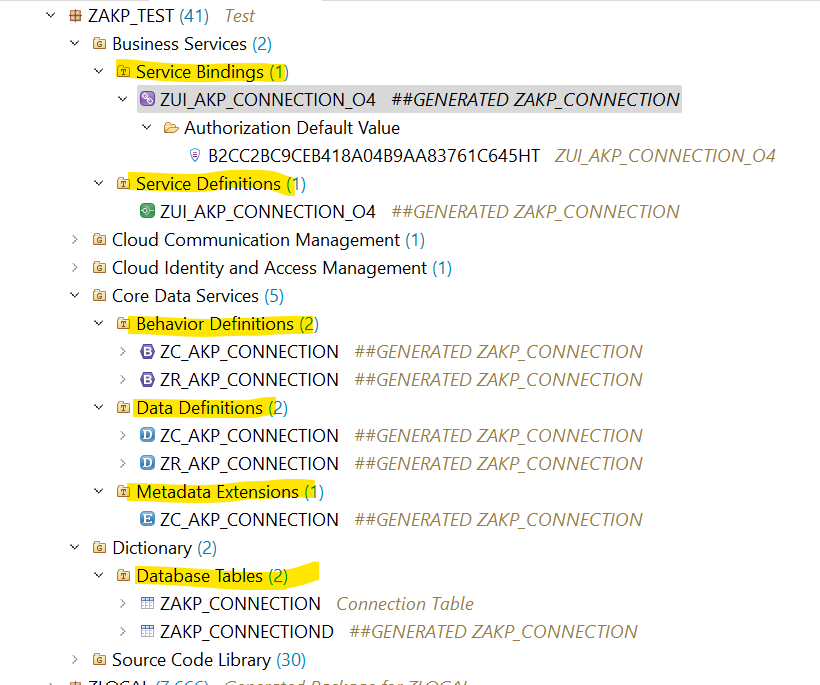 ZAKP_TEST (41) Test
Business Services (2)
Service Bindings (1)
ZUI_AKP_CONNECTION_O4 ##GENERATED ZAKP_CONNECTION
Authorization Default Value
B2CC2BC9CEB418A04B9AA83761C645HT ZUI_AKP_CONNECTION_O4
Service Definitions (1)
ZUI_AKP_CONNECTION_O4 ##GENERATED ZAKP_CONNECTION
Cloud Communication Management (1)
Cloud Identity and Access Management (1)
Core Data Services (5)
Behavior Definitions (2)
ZC_AKP_CONNECTION ##GENERATED ZAKP_CONNECTION
ZR_AKP_CONNECTION ##GENERATED ZAKP_CONNECTION
Data Definitions (2)
ZC_AKP_CONNECTION ##GENERATED ZAKP_CONNECTION
ZR_AKP_CONNECTION ##GENERATED ZAKP_CONNECTION
Metadata Extensions (1)
ZC_AKP_CONNECTION ##GENERATED ZAKP_CONNECTION
Dictionary (2)
Database Tables (2)
ZAKP_CONNECTION Connection Table
ZAKP_CONNECTIOND ##GENERATED ZAKP_CONNECTION
Source Code Library (30)